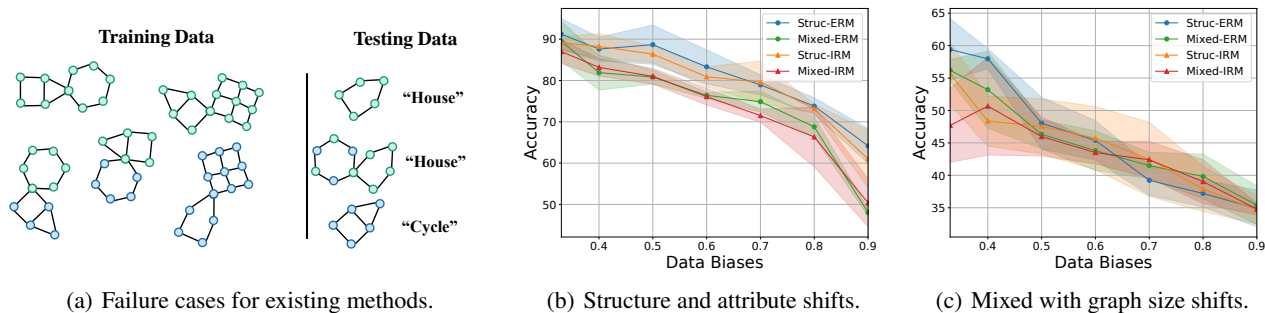 Training Data
Testing Data
“House”
“House”
“Cycle”
(a) Failure cases for existing methods.
Accuracy
90
80
70
60
50
0.4 0.5 0.6 0.7 0.8 0.9
Data Biases
Struc-ERM
Mixed-ERM
Struc-IRM
Mixed-IRM
(b) Structure and attribute shifts.
Accuracy
65
60
55
50
45
40
35
0.4 0.5 0.6 0.7 0.8 0.9
Data Biases
Struc-ERM
Mixed-ERM
Struc-IRM
Mixed-IRM
(c) Mixed with graph size shifts.